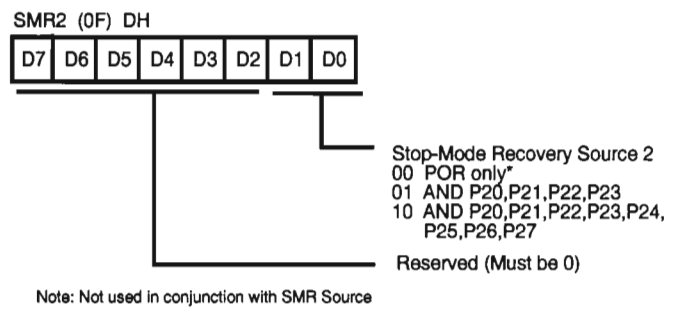 SMR2 (0F) DH
D7 D6 D5 D4 D3 D2 D1 D0
Stop-Mode Recovery Source 2
00 POR only*
01 AND P20,P21,P22,P23
10 AND P20,P21,P22,P23,P24,
P25,P26,P27
Reserved (Must be 0)
Note: Not used in conjunction with SMR Source